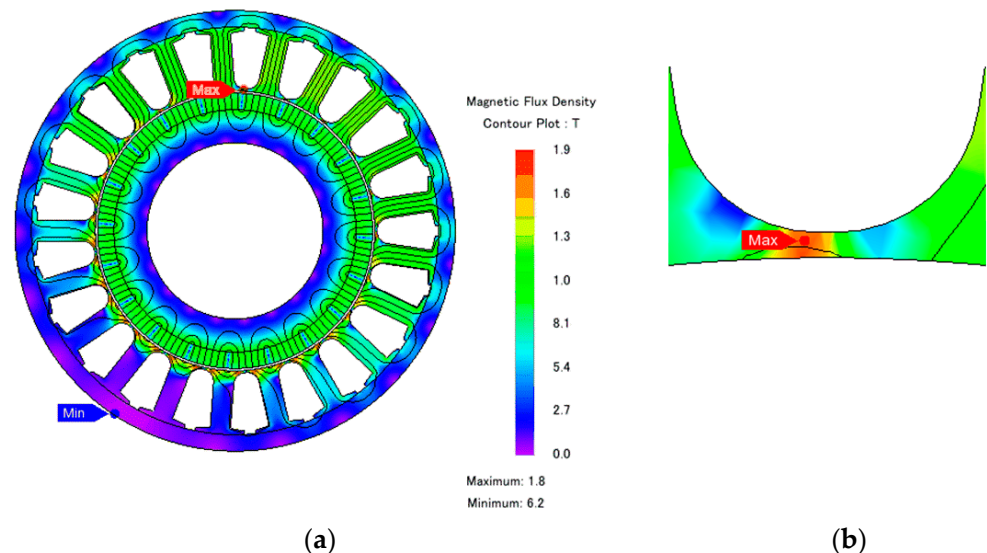 Max
Magnetic Flux Density
Contour Plot : T
1.9
1.6
1.3
1.0
8.1
5.4
2.7
0.0
Min
Maximum: 1.8
Minimum: 6.2
Max
(a)
(b)